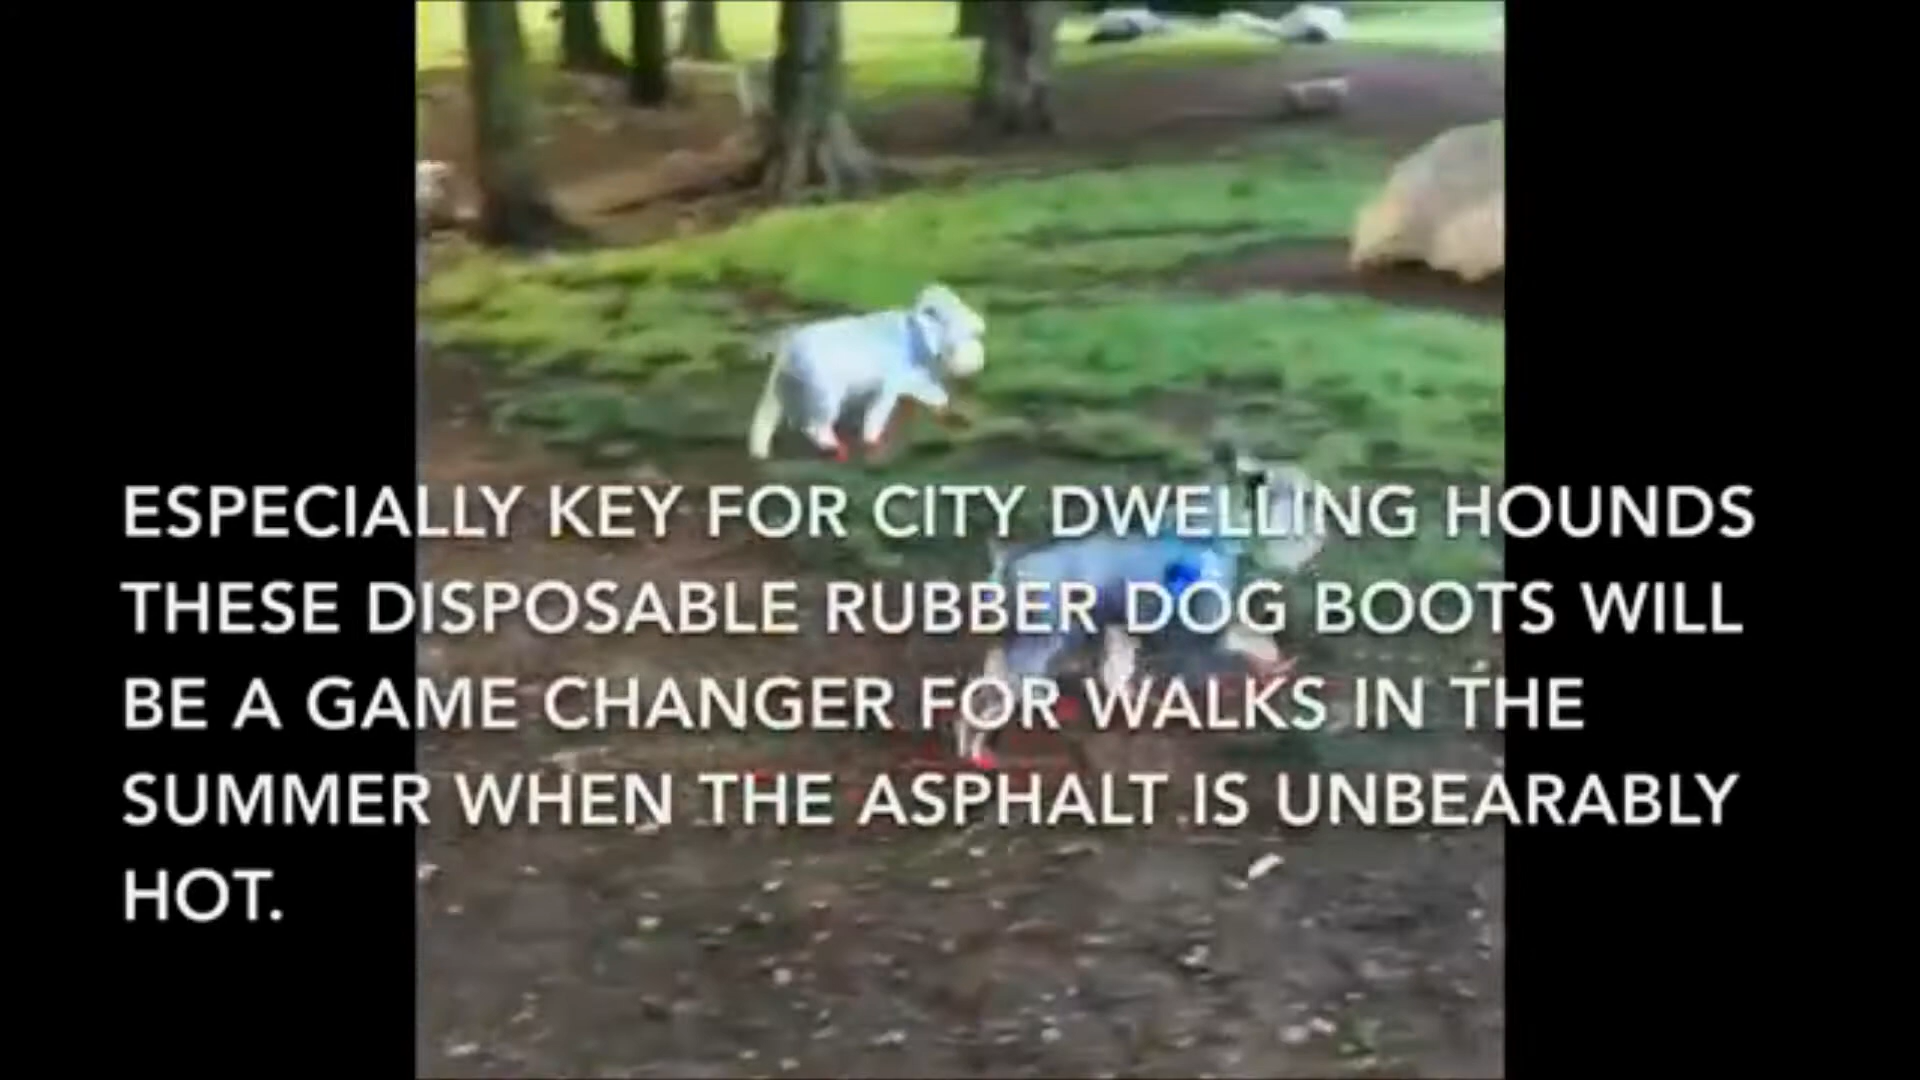 ESPECIALLY KEY FOR CITY DWELLING HOUNDS
THESE DISPOSABLE RUBBER DOG BOOTS WILL
BE A GAME CHANGER FOR WALKS IN THE
SUMMER WHEN THE ASPHALT IS UNBEARABLY
HOT.